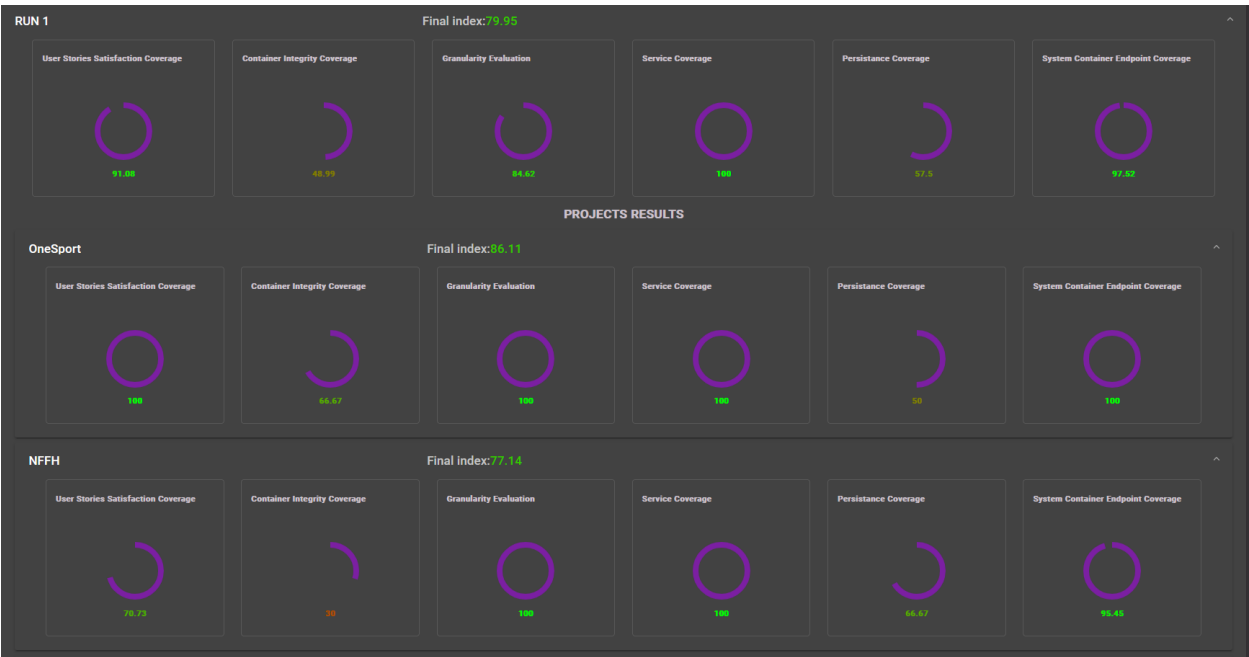 RUN 1 Final index:79.95
User Stories Satisfaction Coverage Container Integrity Coverage Granularity Evaluation Service Coverage Persistance Coverage System Container Endpoint Coverage
91.08 48.99 84.62 100 57.5 97.52
PROJECTS RESULTS
OneSport Final index:86.11
User Stories Satisfaction Coverage Container Integrity Coverage Granularity Evaluation Service Coverage Persistance Coverage System Container Endpoint Coverage
100 66.67 100 100 50 100
NFFH Final index:77.14
User Stories Satisfaction Coverage Container Integrity Coverage Granularity Evaluation Service Coverage Persistance Coverage System Container Endpoint Coverage
70.73 30 100 100 66.67 95.45